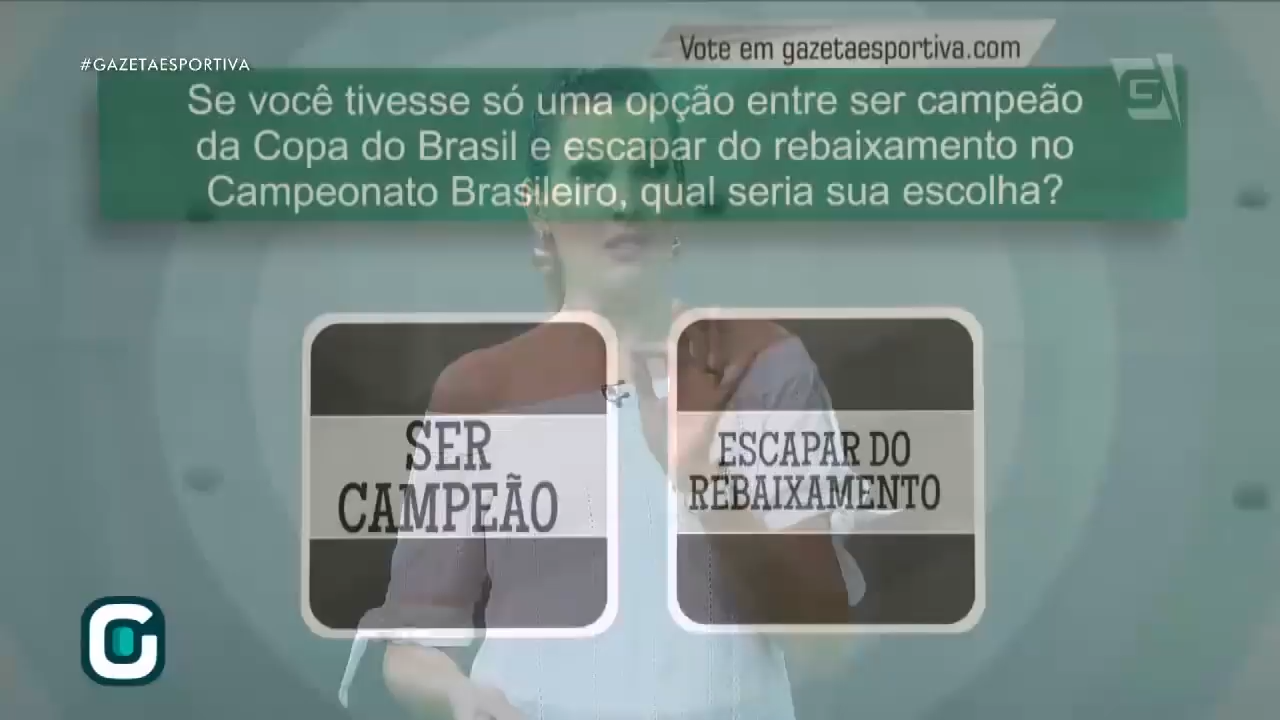 Vote em gazetaesportiva.com
#GAZETAESPORTIVA
Se você tivesse só uma opção entre ser campeão
da Copa do Brasil e escapar do rebaixamento no
Campeonato Brasileiro, qual seria sua escolha?
SER
CAMPEÃO
ESCAPAR DO
REBAIXAMENTO